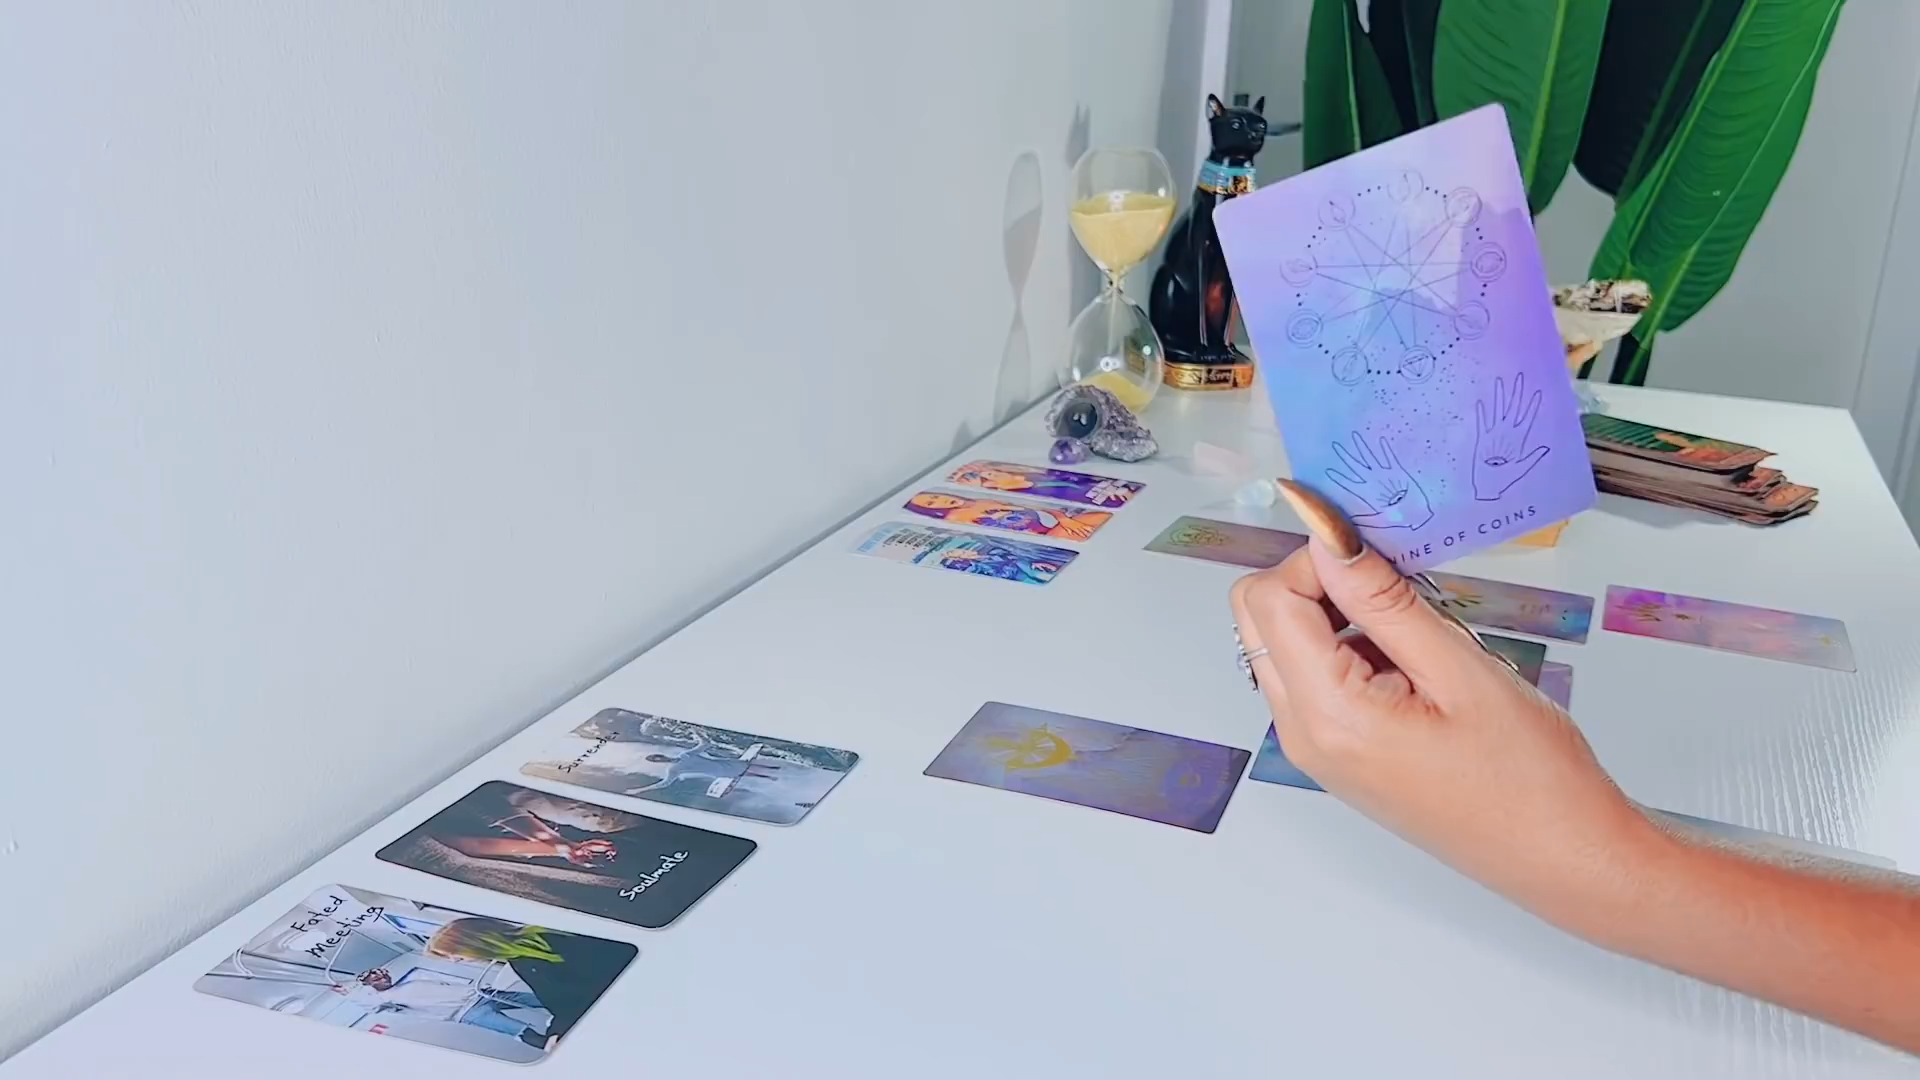 NINE OF COINS
Surrender
Soulmate
Fated
Meeting